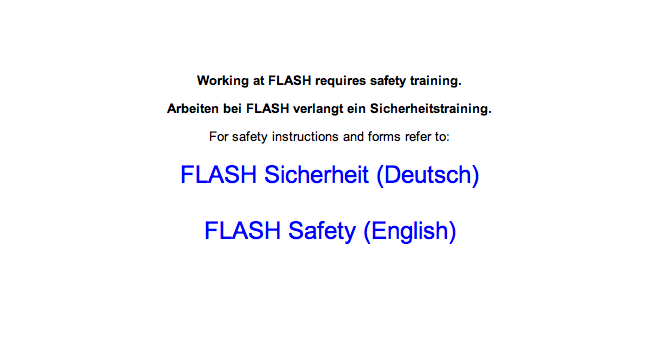 Working at FLASH requires safety training.
Arbeiten bei FLASH verlangt ein Sicherheitstraining.
For safety instructions and forms refer to:
FLASH Sicherheit (Deutsch)
FLASH Safety (English)